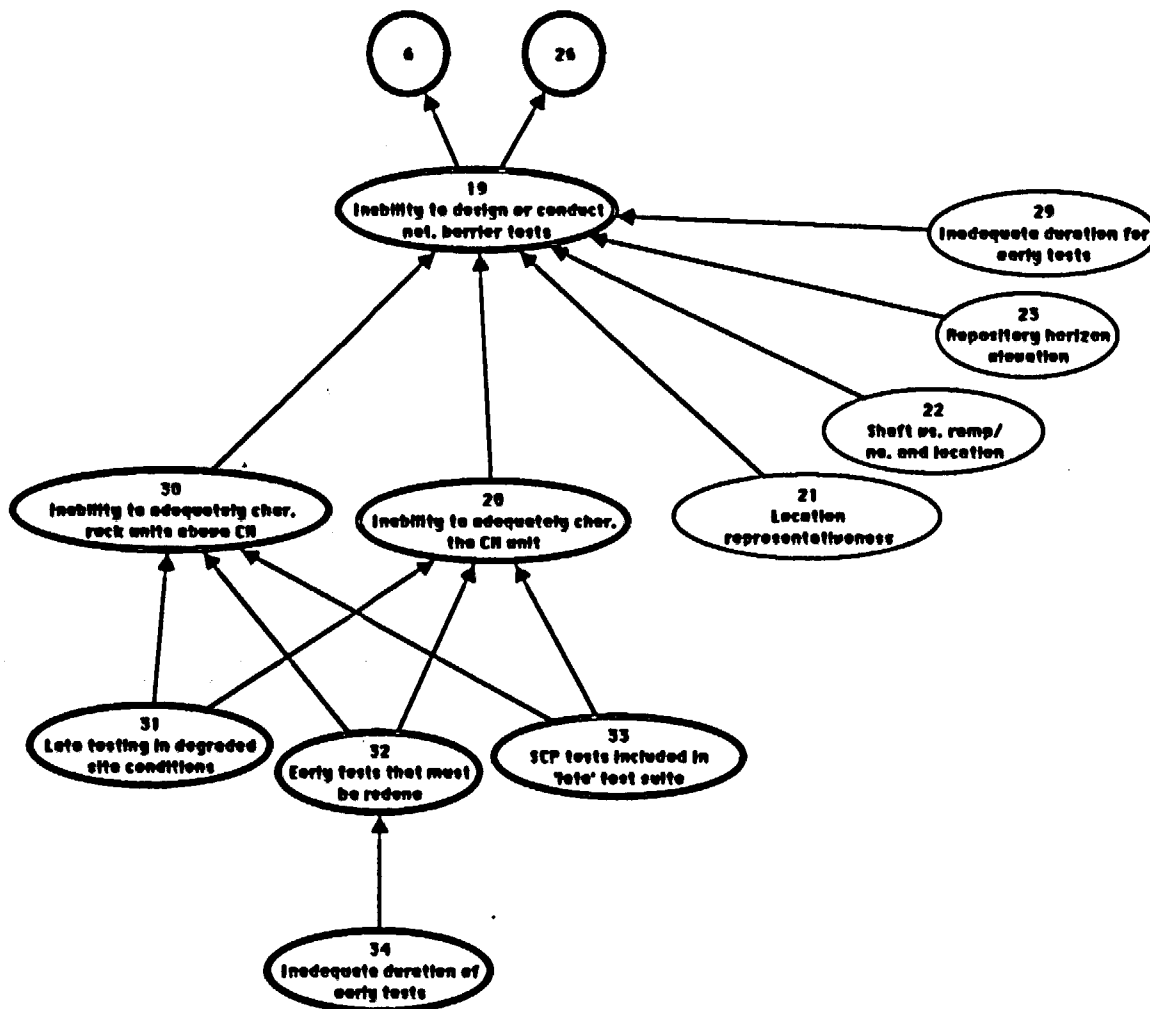 6
26
19
Inability to design or conduct
nat. barrier tests
29
Inadequate duration for
early tests
23
Repository horizon
elevation
22
Shaft vs. ramp/
no. and location
30
Inability to adequately char.
rock units above CH
20
Inability to adequately char.
the CH unit
21
Location
representativeness
31
Late testing in degraded
site conditions
32
Early tests that must
be redone
33
SCP tests included in
'late' test suite
34
Inadequate duration of
early tests